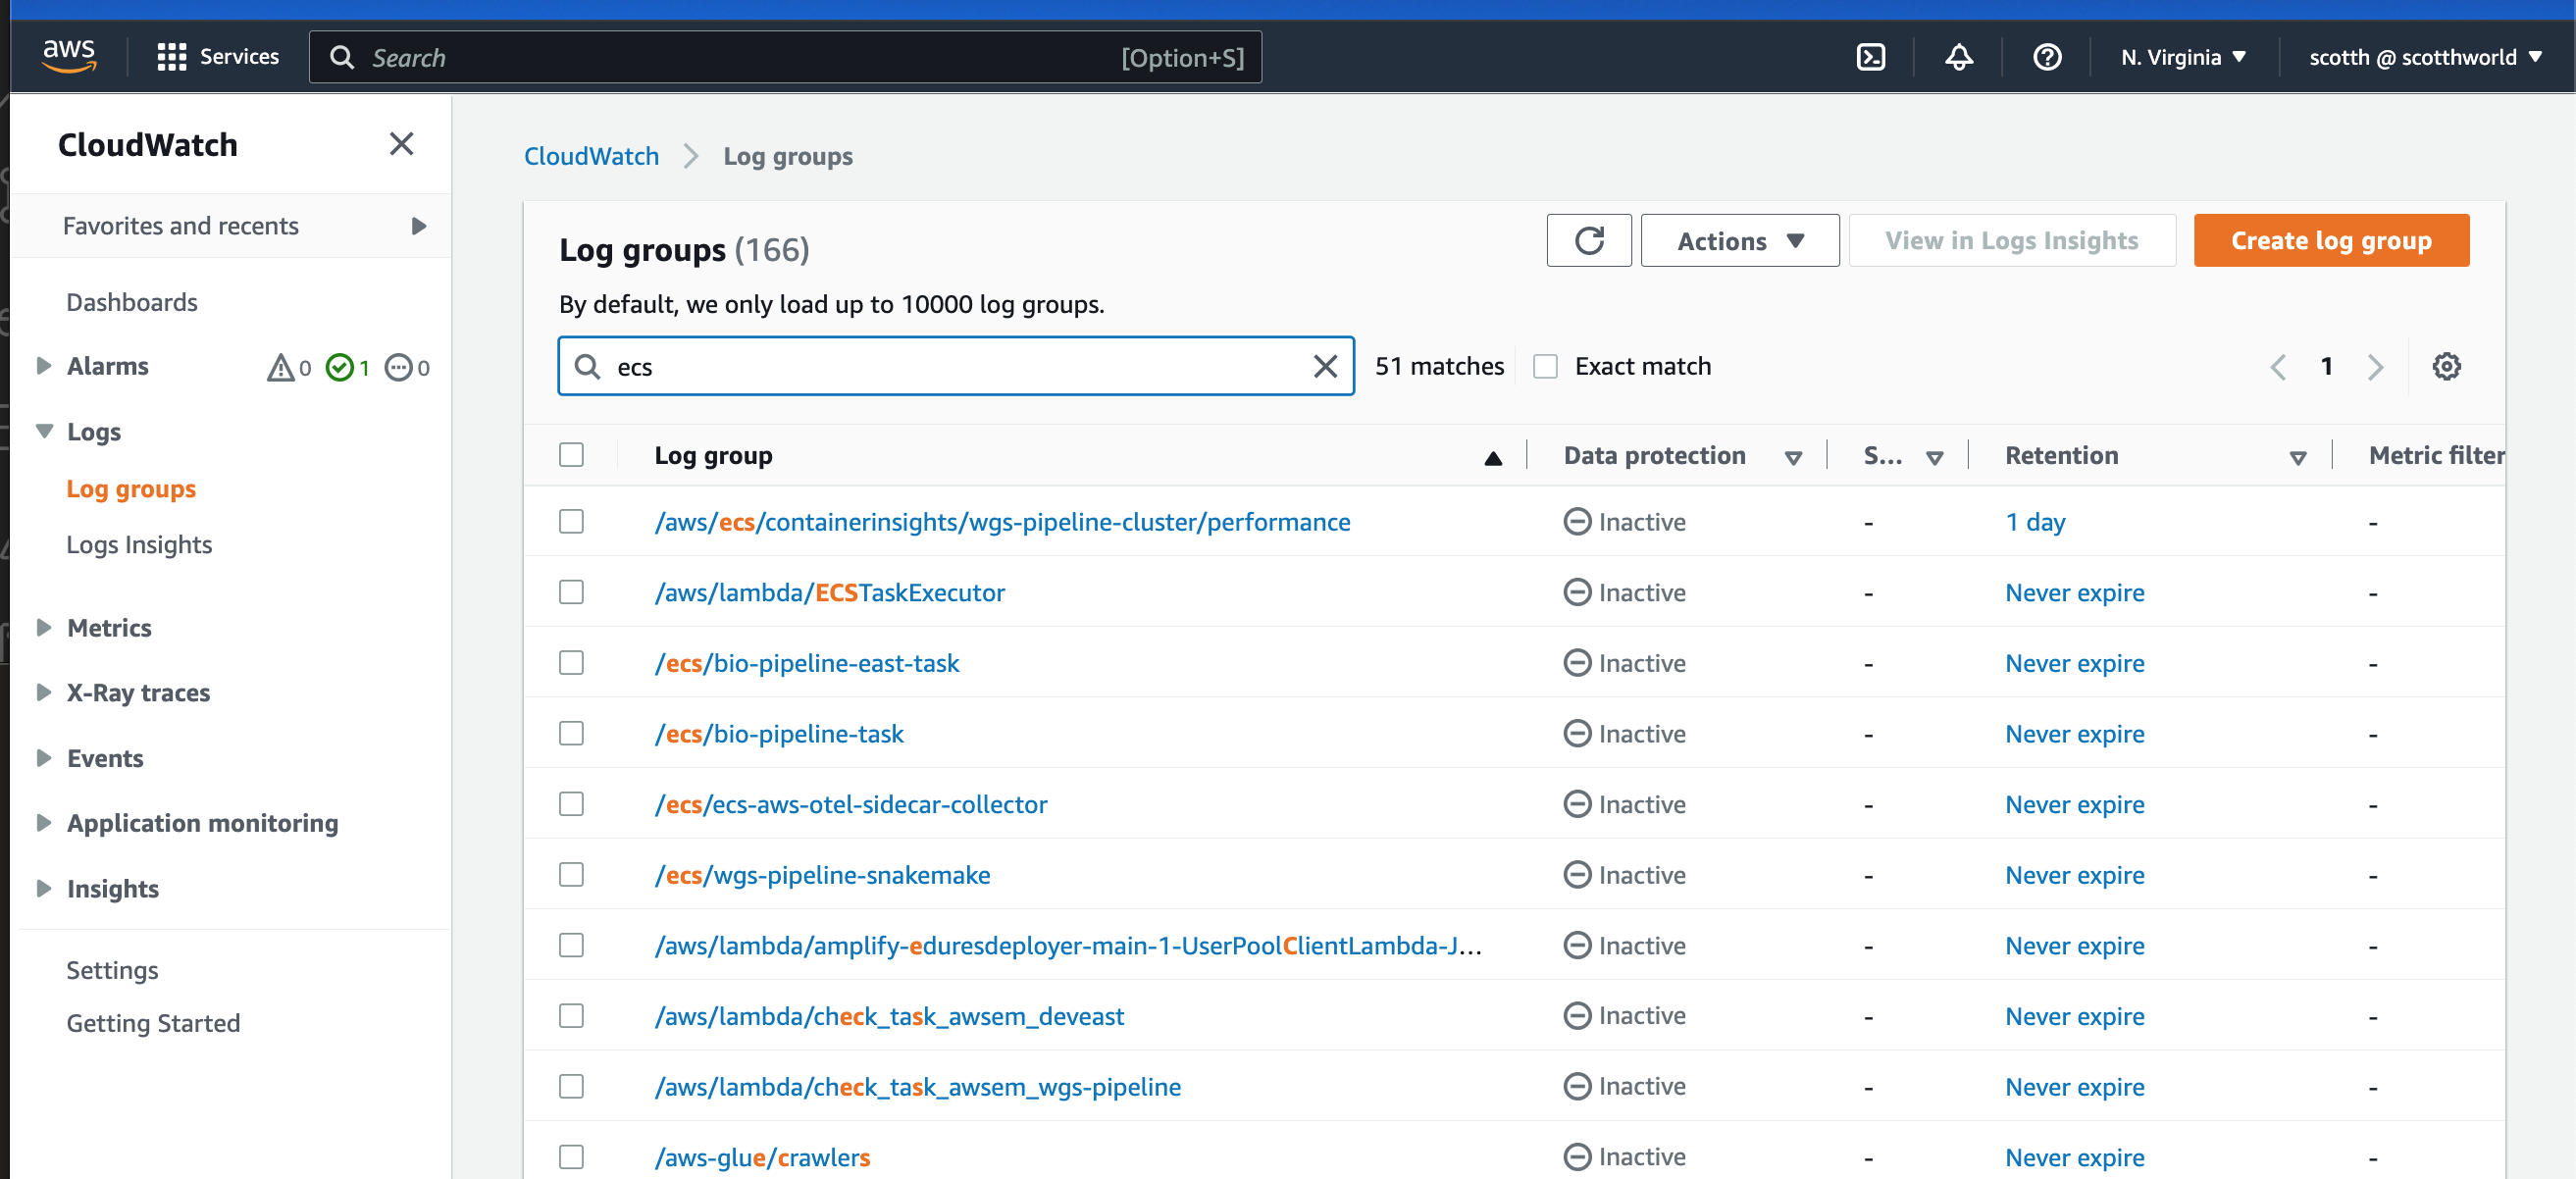 aws Services Search [Option+S] N. Virginia scotth @ scotthworld
CloudWatch
Favorites and recents
Dashboards
Alarms 0 1 0
Logs
Log groups
Logs Insights
Metrics
X-Ray traces
Events
Application monitoring
Insights
Settings
Getting Started
CloudWatch Log groups
Log groups (166) Actions View in Logs Insights Create log group
By default, we only load up to 10000 log groups.
ecs 51 matches Exact match 1
Log group Data protection S... Retention Metric filter
/aws/ecs/containerinsights/wgs-pipeline-cluster/performance Inactive - 1 day -
/aws/lambda/ECSTaskExecutor Inactive - Never expire -
/ecs/bio-pipeline-east-task Inactive - Never expire -
/ecs/bio-pipeline-task Inactive - Never expire -
/ecs/ecs-aws-otel-sidecar-collector Inactive - Never expire -
/ecs/wgs-pipeline-snakemake Inactive - Never expire -
/aws/lambda/amplify-eduresdeployer-main-1-UserPoolClientLambda-J... Inactive - Never expire -
/aws/lambda/check_task_awsem_deveast Inactive - Never expire -
/aws/lambda/check_task_awsem_wgs-pipeline Inactive - Never expire -
/aws-glue/crawlers Inactive - Never expire -